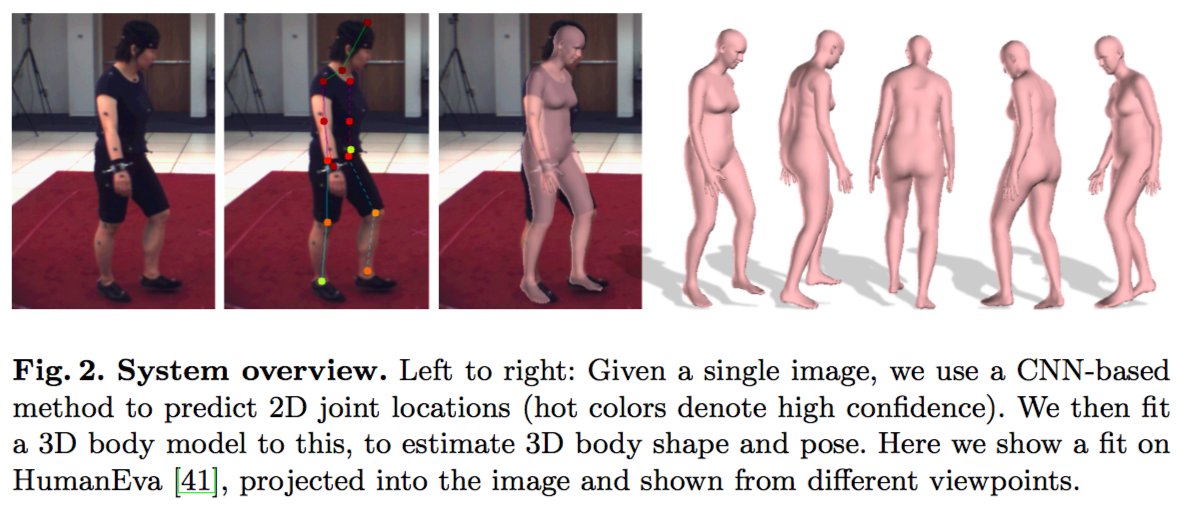 Fig. 2. System overview. Left to right: Given a single image, we use a CNN-based
method to predict 2D joint locations (hot colors denote high confidence). We then fit
a 3D body model to this, to estimate 3D body shape and pose. Here we show a fit on
HumanEva [41], projected into the image and shown from different viewpoints.